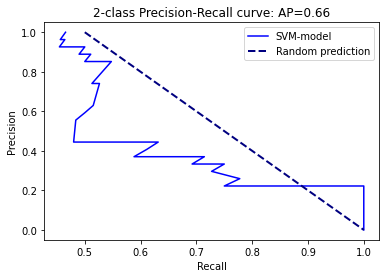 2-class Precision-Recall curve: AP=0.66
SVM-model
Random prediction
Precision
1.0
0.8
0.6
0.4
0.2
0.0
0.5 0.6 0.7 0.8 0.9 1.0
Recall